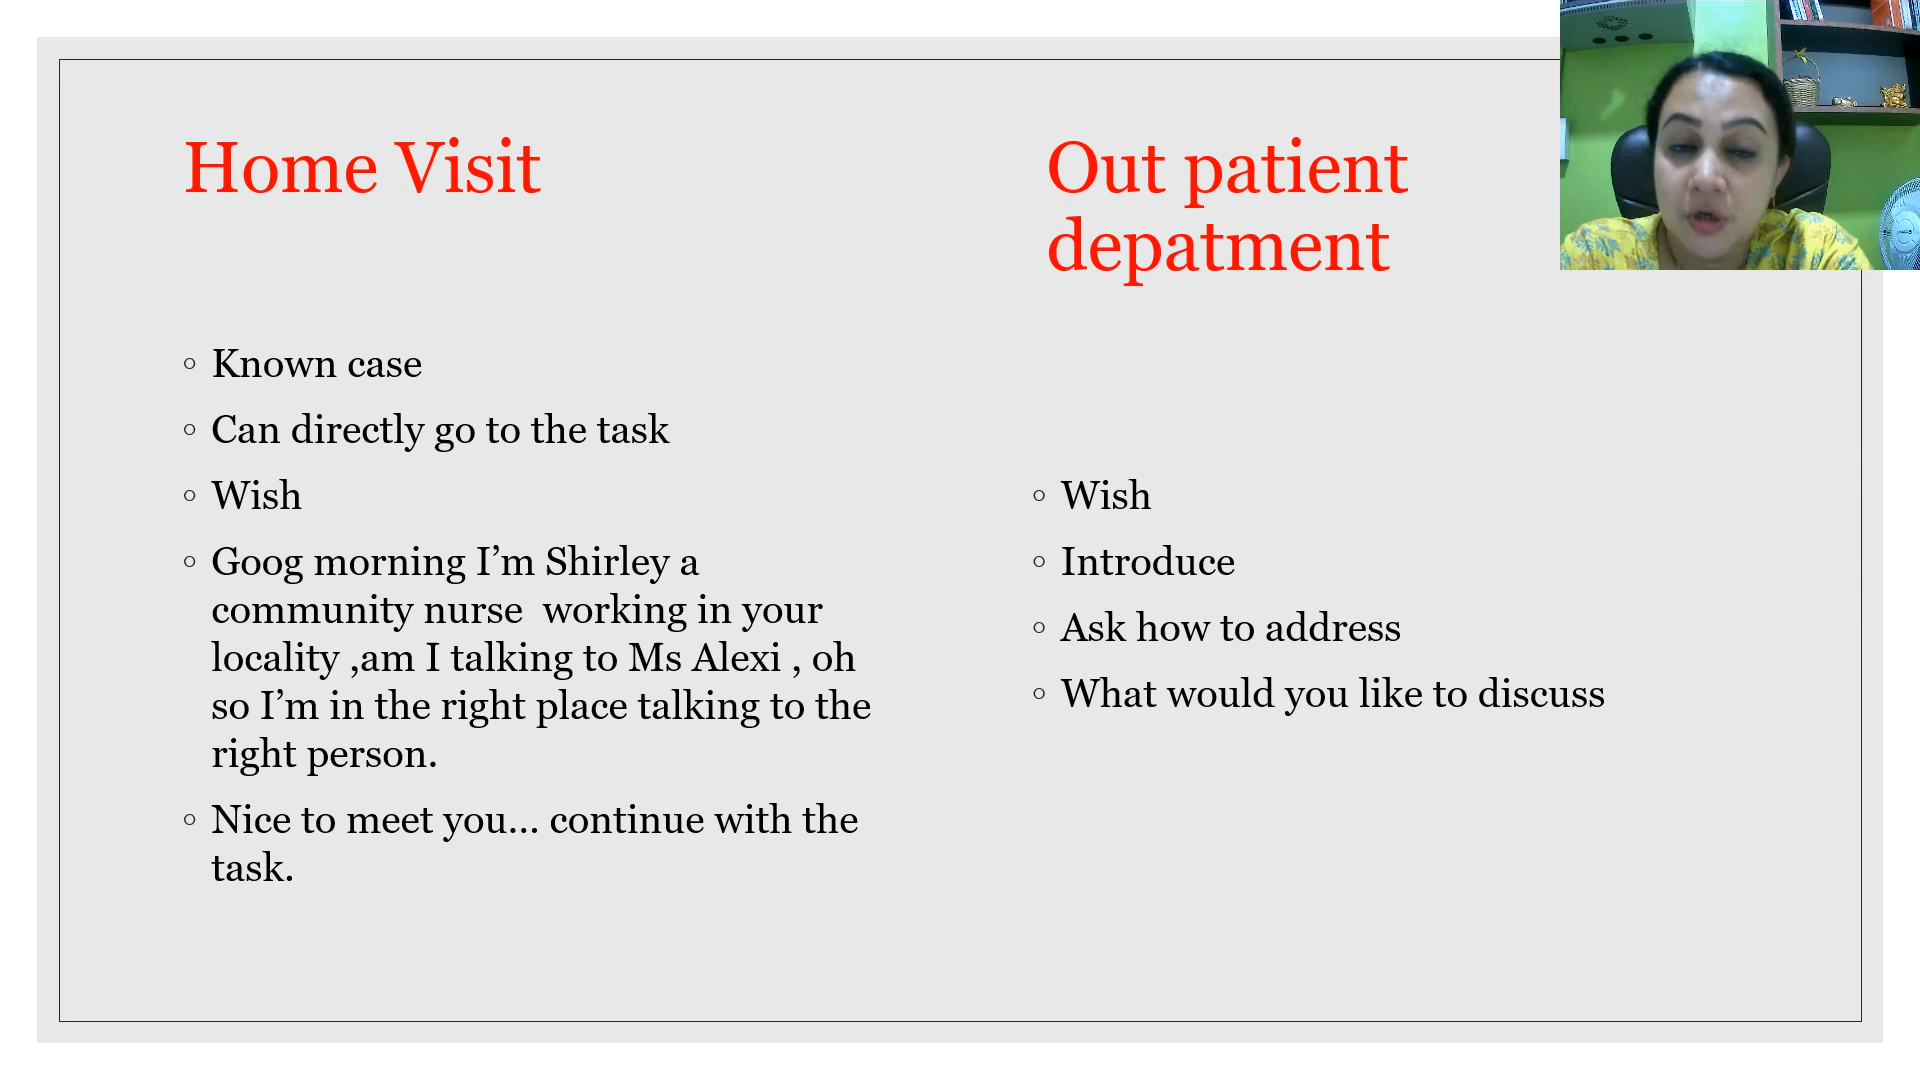 Home Visit
Out patient
depatment
◦ Known case
◦ Can directly go to the task
◦ Wish
◦ Goog morning I’m Shirley a
community nurse  working in your
locality ,am I talking to Ms Alexi , oh
so I’m in the right place talking to the
right person.
◦ Nice to meet you... continue with the
task.
◦ Wish
◦ Introduce
◦ Ask how to address
◦ What would you like to discuss